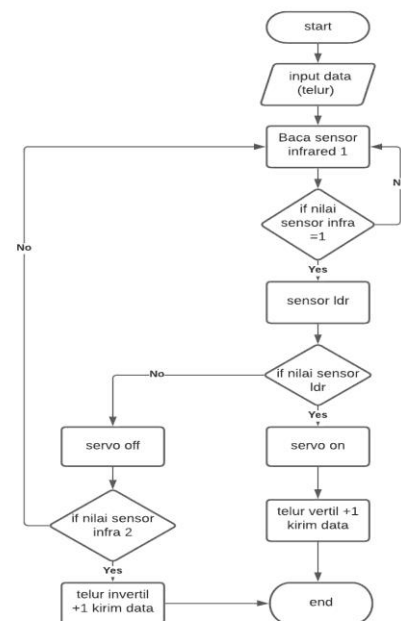 start
input data
(telur)
Baca sensor
infrared 1
N
if nilai
sensor infra
=1
No
Yes
sensor ldr
if nilai sensor
ldr
No
Yes
servo off
servo on
if nilai sensor
infra 2
telur vertil +1
kirim data
Yes
telur invertil
+1 kirim data
end